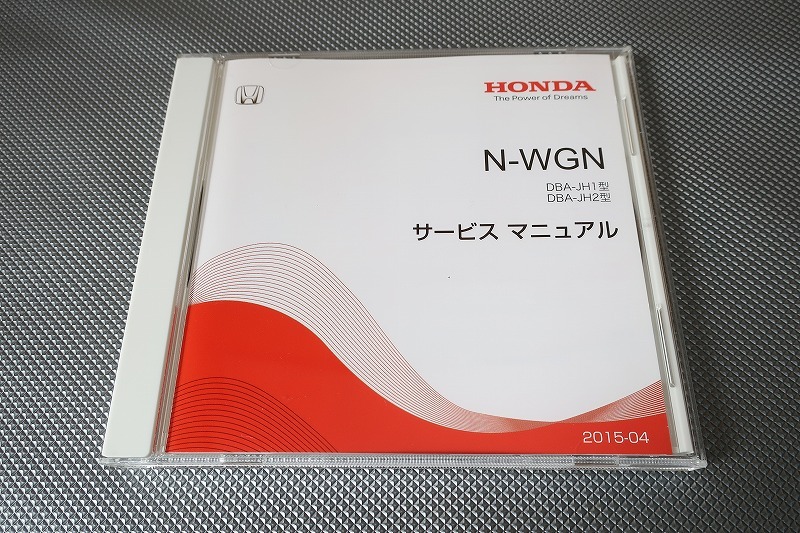 HONDA
The Power of Dreams
N-WGN
DBA-JH1型
DBA-JH2型
サービス マニュアル
2015-04